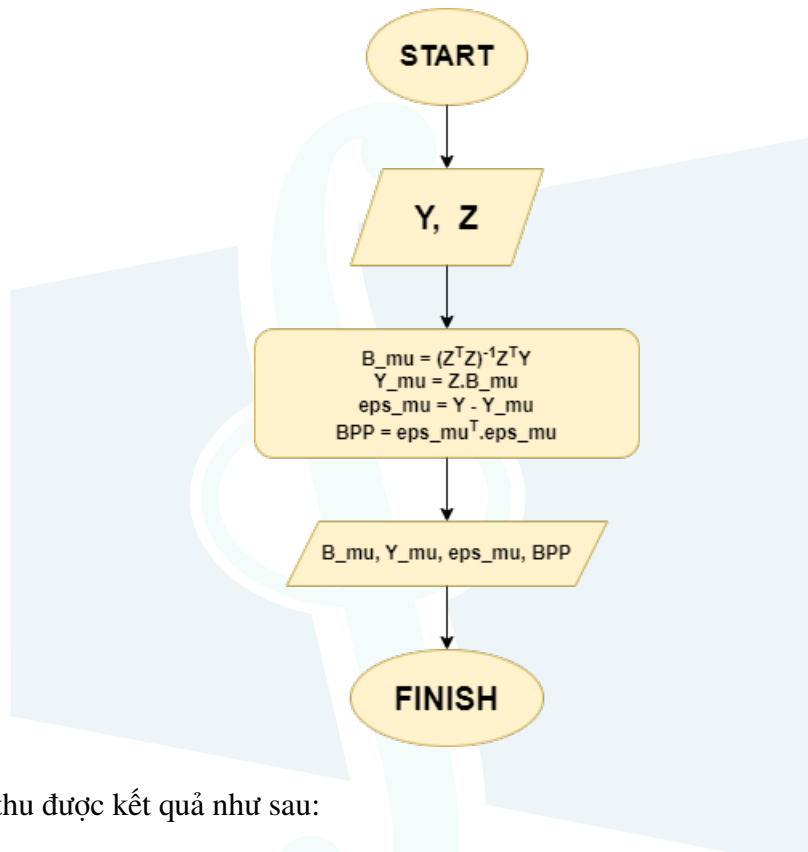 START
Y, Z
B_mu = (ZᵀZ)⁻¹ZᵀY
Y_mu = Z.B_mu
eps_mu = Y - Y_mu
BPP = eps_muᵀ.eps_mu
B_mu, Y_mu, eps_mu, BPP
FINISH
thu được kết quả như sau: